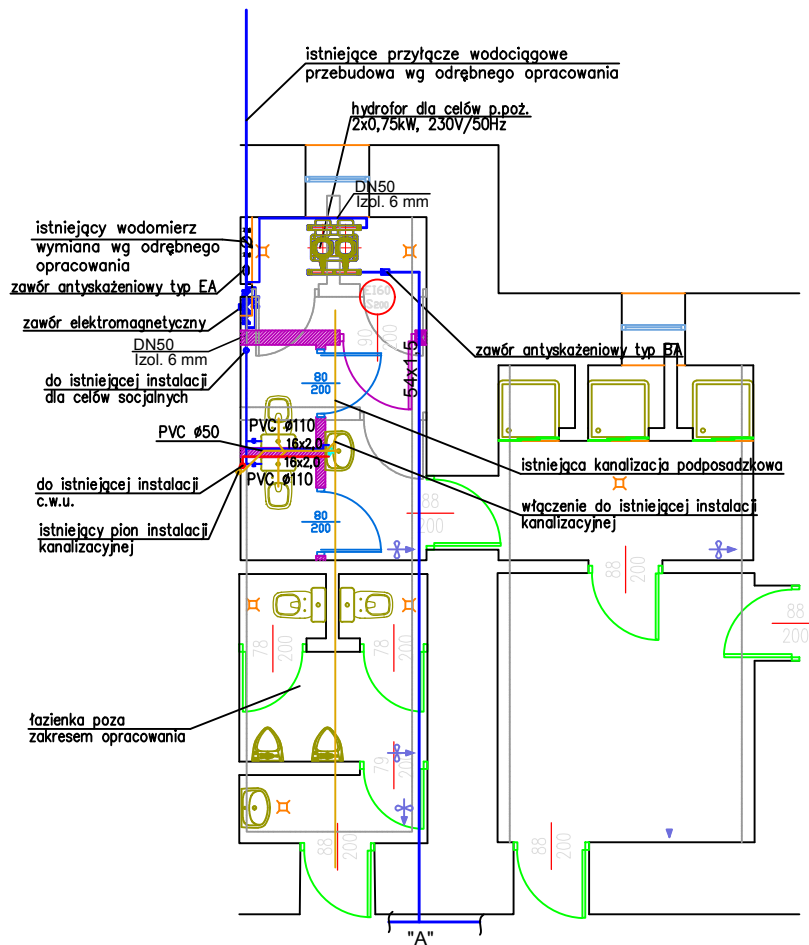 istniejące przyłącze wodociągowe
przebudowa wg odrębnego opracowania
hydrofor dla celów p.poż.
2x0,75kW, 230V/50Hz
DN50
Izol. 6 mm
istniejący wodomierz
wymiana wg odrębnego
opracowania
zawór antyskażeniowy typ EA
zawór elektromagnetyczny
DN50
Izol. 6 mm
EI60
S200
90
200
zawór antyskażeniowy typ BA
54x1,5
do istniejącej instalacji
dla celów socjalnych
80
200
PVC ø50
PVC ø110
16x2,0
16x2,0
PVC ø110
istniejąca kanalizacja podposadzkowa
do istniejącej instalacji
c.w.u.
włączenie do istniejącej instalacji
kanalizacyjnej
istniejący pion instalacji
kanalizacyjnej
80
200
88
200
88
200
88
200
78
200
78
200
łazienka poza
zakresem opracowania
79
200
88
200
88
200
"A"